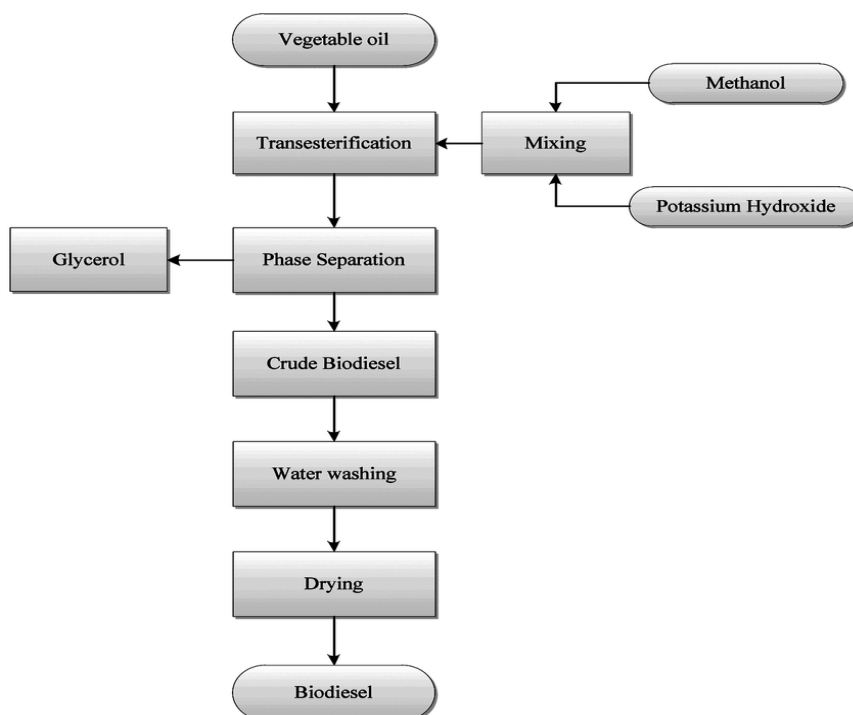 Vegetable oil
Methanol
Transesterification
Mixing
Potassium Hydroxide
Glycerol
Phase Separation
Crude Biodiesel
Water washing
Drying
Biodiesel